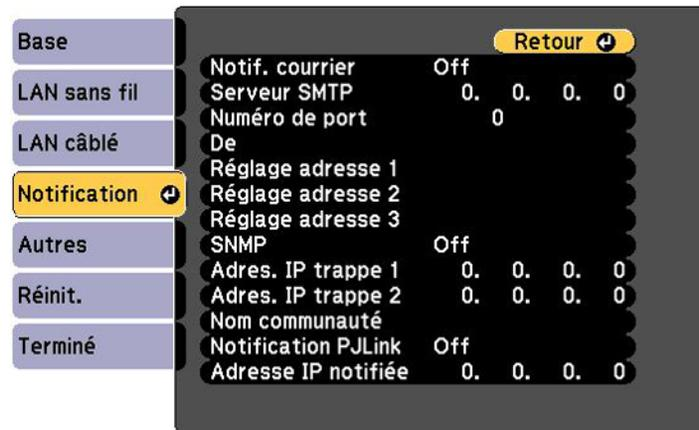 Base
LAN sans fil
LAN câblé
Notification
Autres
Réinit.
Terminé
Retour
Notif. courrier Off
Serveur SMTP 0. 0. 0. 0
Numéro de port 0
De
Réglage adresse 1
Réglage adresse 2
Réglage adresse 3
SNMP Off
Adres. IP trappe 1 0. 0. 0. 0
Adres. IP trappe 2 0. 0. 0. 0
Nom communauté
Notification PJLink Off
Adresse IP notifiée 0. 0. 0. 0